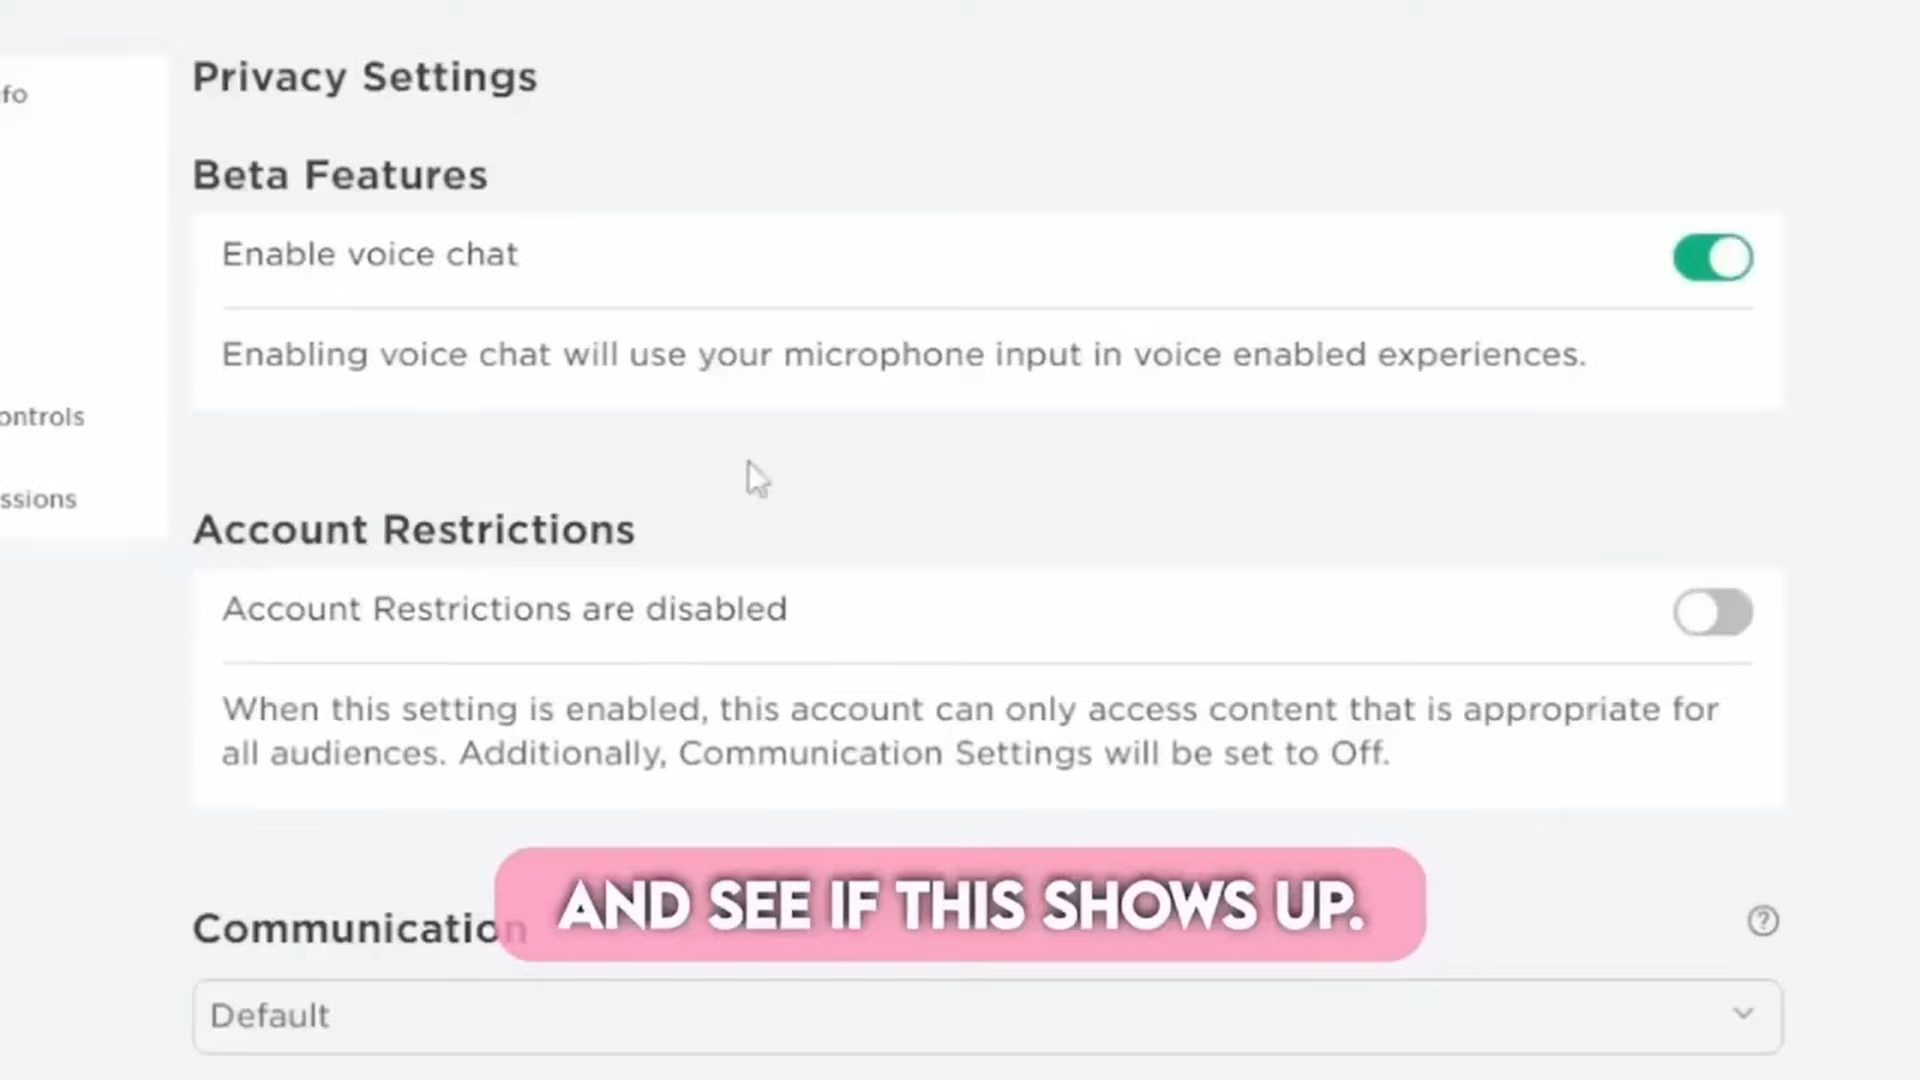 Privacy Settings
fo
Beta Features
Enable voice chat
Enabling voice chat will use your microphone input in voice enabled experiences.
ontrols
ssions
Account Restrictions
Account Restrictions are disabled
When this setting is enabled, this account can only access content that is appropriate for
all audiences. Additionally, Communication Settings will be set to Off.
AND SEE IF THIS SHOWS UP.
Communication
?
Default